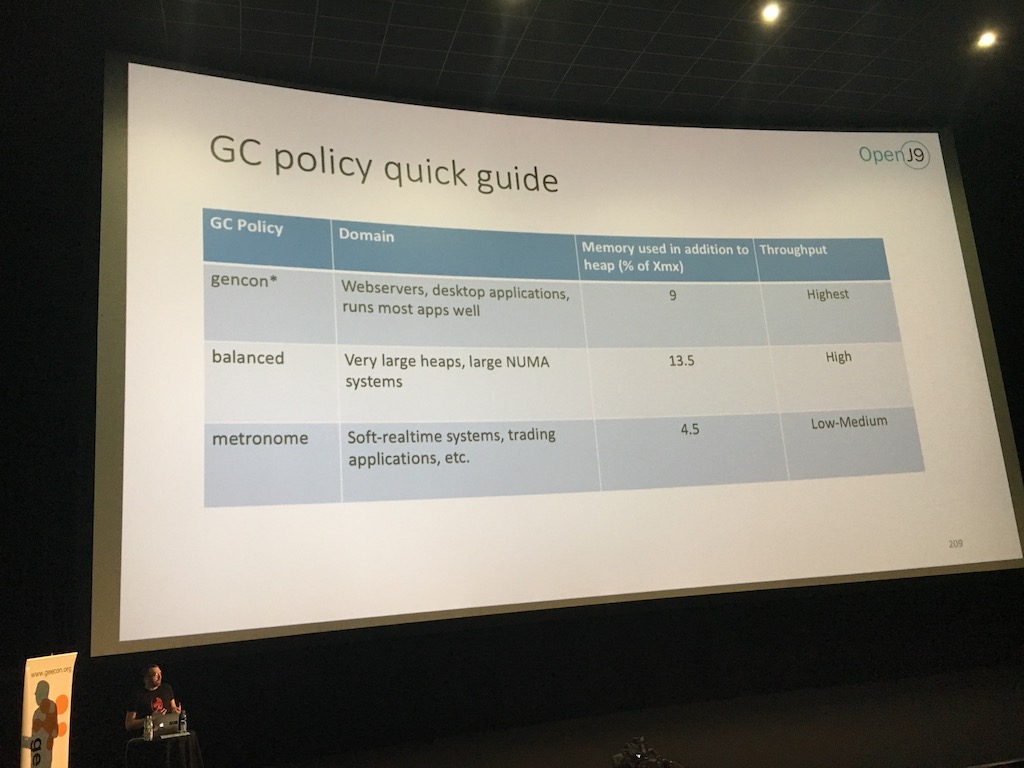 GC policy quick guide
OpenJ9
GC Policy
Domain
Memory used in addition to
heap (% of Xmx)
Throughput
gencon*
Webservers, desktop applications,
runs most apps well
9
Highest
balanced
Very large heaps, large NUMA
systems
13.5
High
metronome
Soft-realtime systems, trading
applications, etc.
4.5
Low-Medium
209
www.geecon.org
ge